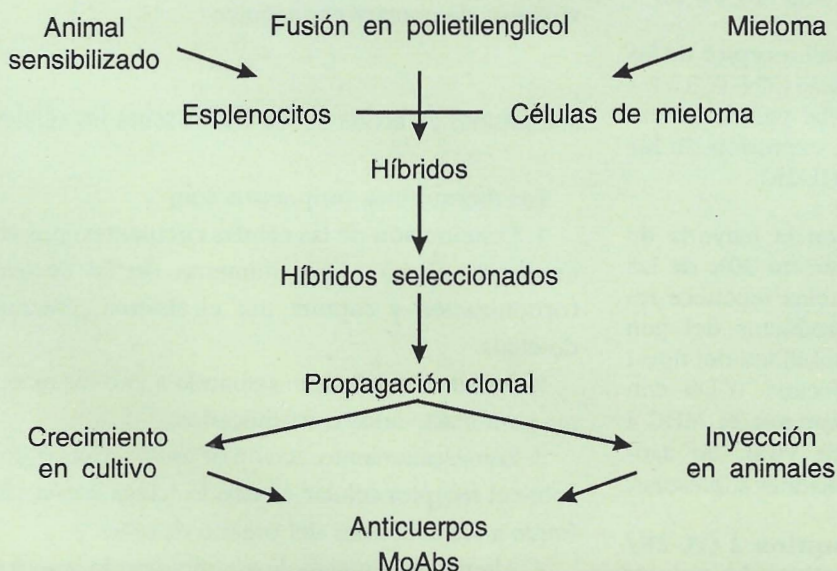 Animal
sensibilizado
Fusión en polietilenglicol
Mieloma
Esplenocitos
Células de mieloma
Híbridos
Híbridos seleccionados
Propagación clonal
Crecimiento
en cultivo
Inyección
en animales
Anticuerpos
MoAbs